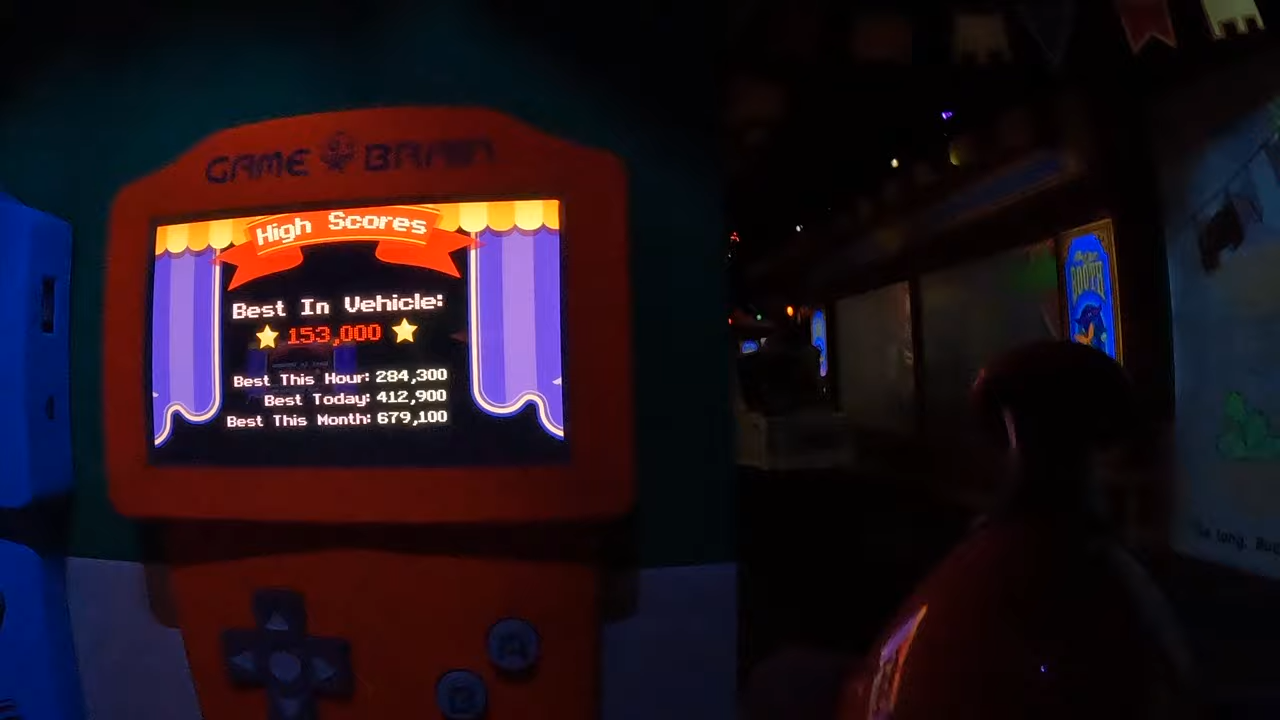 GAME BRAIN
High Scores
Best In Vehicle:
153,000
Best This Hour: 284,300
Best Today: 412,900
Best This Month: 679,100
A
B
BOOTH
long.